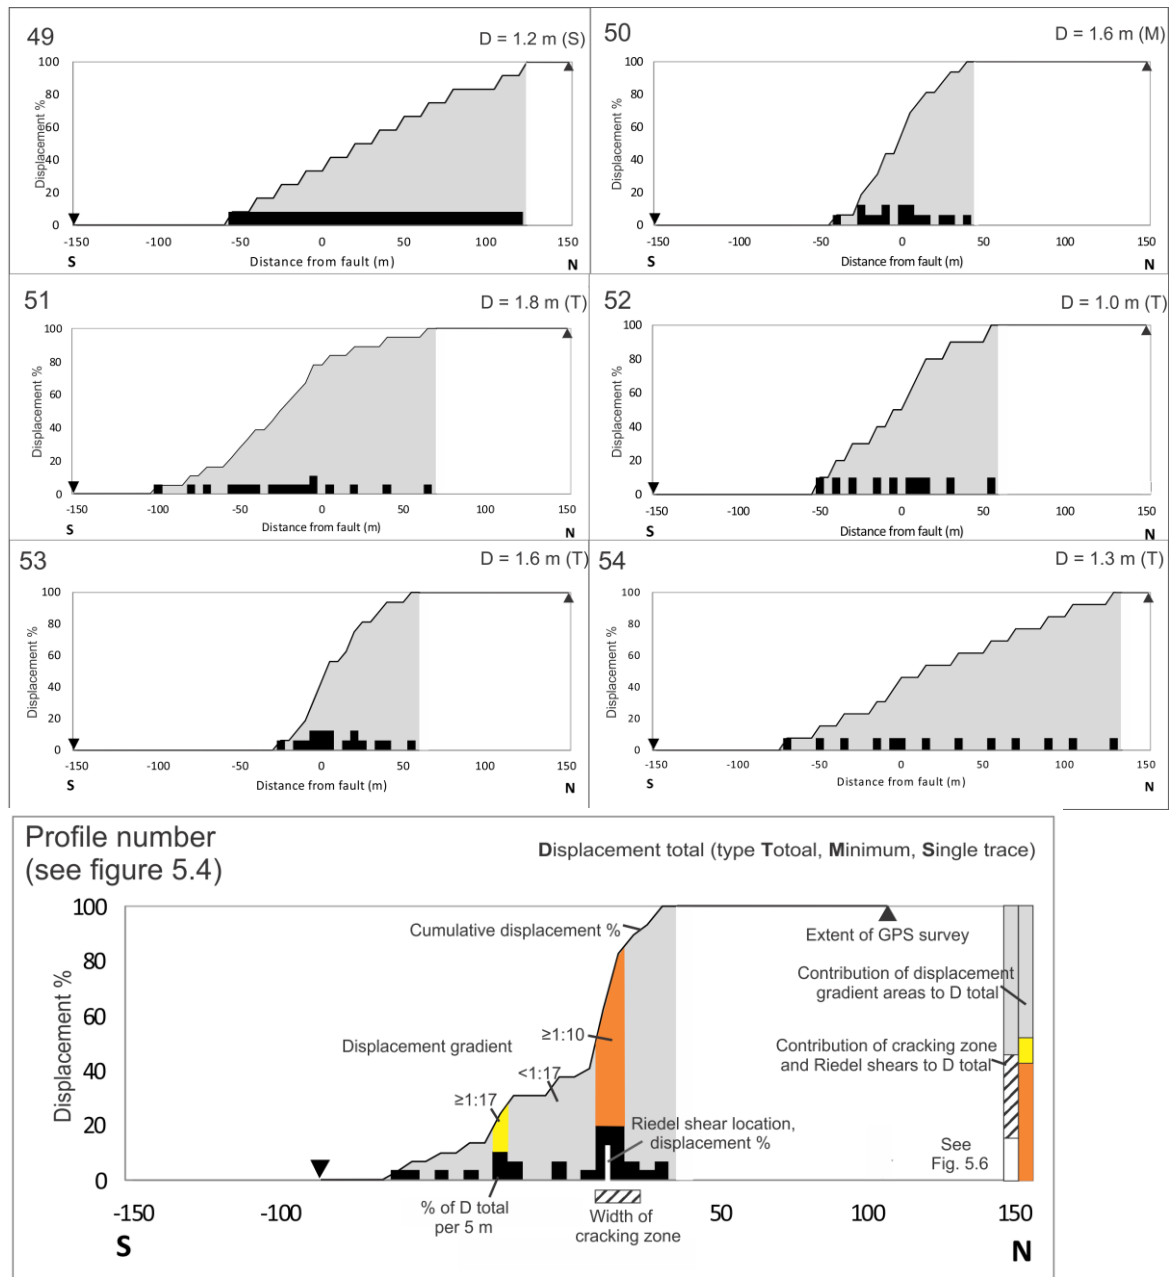 49
D = 1.2 m (S)
Displacement %
100
80
60
40
20
0
-150
-100
-50
0
50
100
150
S
Distance from fault (m)
N
50
D = 1.6 m (M)
Displacement %
100
80
60
40
20
0
-150
-100
-50
0
50
100
150
S
Distance from fault (m)
N
51
D = 1.8 m (T)
Displacement %
100
80
60
40
20
0
-150
-100
-50
0
50
100
150
S
Distance from fault (m)
N
52
D = 1.0 m (T)
Displacement %
100
80
60
40
20
0
-150
-100
-50
0
50
100
150
S
Distance from fault (m)
N
53
D = 1.6 m (T)
Displacement %
100
80
60
40
20
0
-150
-100
-50
0
50
100
150
S
Distance from fault (m)
N
54
D = 1.3 m (T)
Displacement %
100
80
60
40
20
0
-150
-100
-50
0
50
100
150
S
Distance from fault (m)
N
Profile number
(see figure 5.4)
Displacement total (type Totoal, Minimum, Single trace)
Displacement %
100
80
60
40
20
0
Cumulative displacement %
Extent of GPS survey
Contribution of displacement
gradient areas to D total
Displacement gradient
≥1:10
<1:17
≥1:17
Contribution of cracking zone
and Riedel shears to D total
Riedel shear location,
displacement %
See
Fig. 5.6
% of D total
per 5 m
Width of
cracking zone
-150
-100
50
100
150
S
N